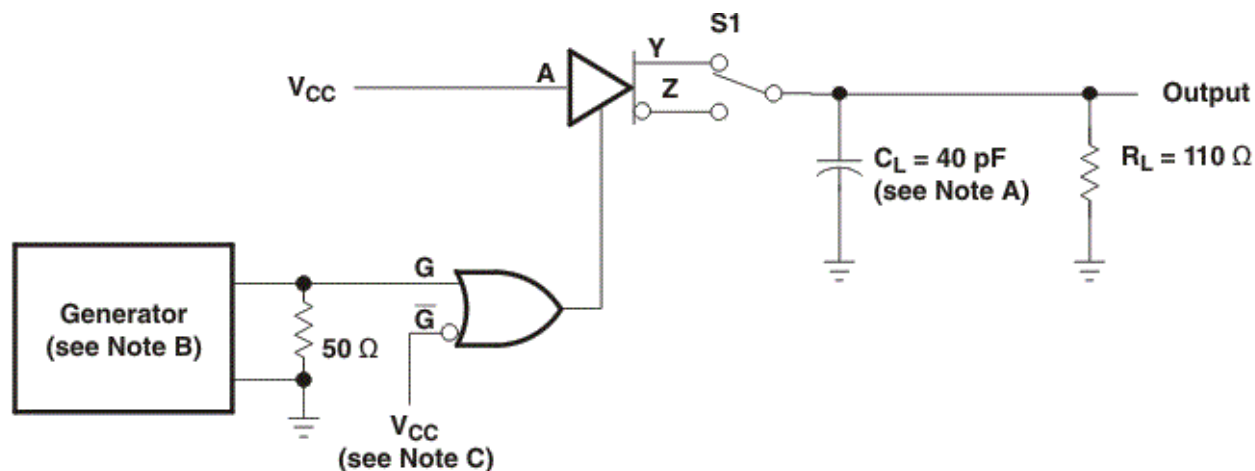 S1
Y
A
Z
VCC
Output
CL = 40 pF
(see Note A)
RL = 110 Ω
G
Generator
(see Note B)
G̅
50 Ω
VCC
(see Note C)